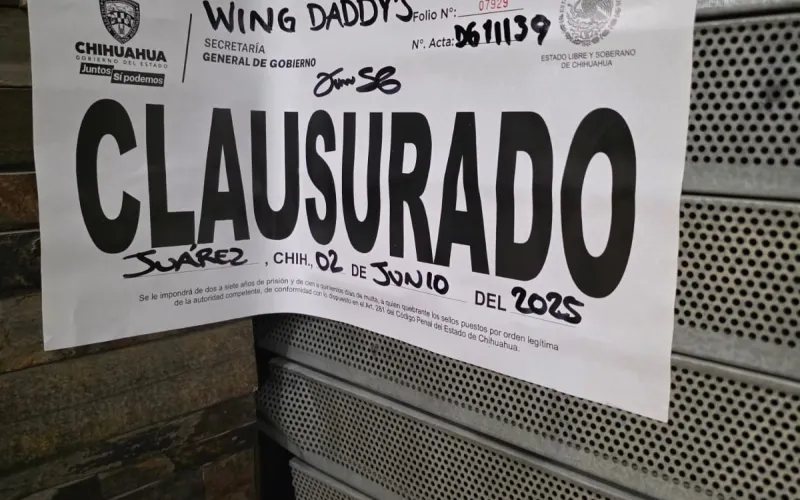 WING DADDY'S
Folio N°: 07929
N°. Acta: DG11139
CHIHUAHUA
GOBIERNO DEL ESTADO
Juntos Sí podemos
SECRETARÍA
GENERAL DE GOBIERNO
ESTADO LIBRE Y SOBERANO
DE CHIHUAHUA
CLAUSURADO
JUÁREZ, CHIH., 02 DE JUNIO DEL 2025
Se le impondrá de dos a siete años de prisión y de cien a quinientos días de multa, a quien quebrante los sellos puestos por orden legítima
de la autoridad competente, de conformidad con lo dispuesto en el Art. 281 del Código Penal del Estado de Chihuahua.